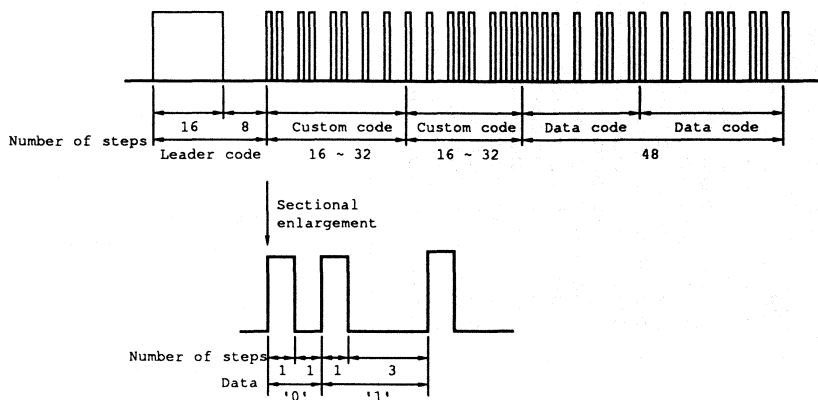 16 8 Custom code Custom code Data code Data code
Number of steps
Leader code 16 ~ 32 16 ~ 32 48
Sectional
enlargement
Number of steps
1 1 1 3
Data
'0' '1'